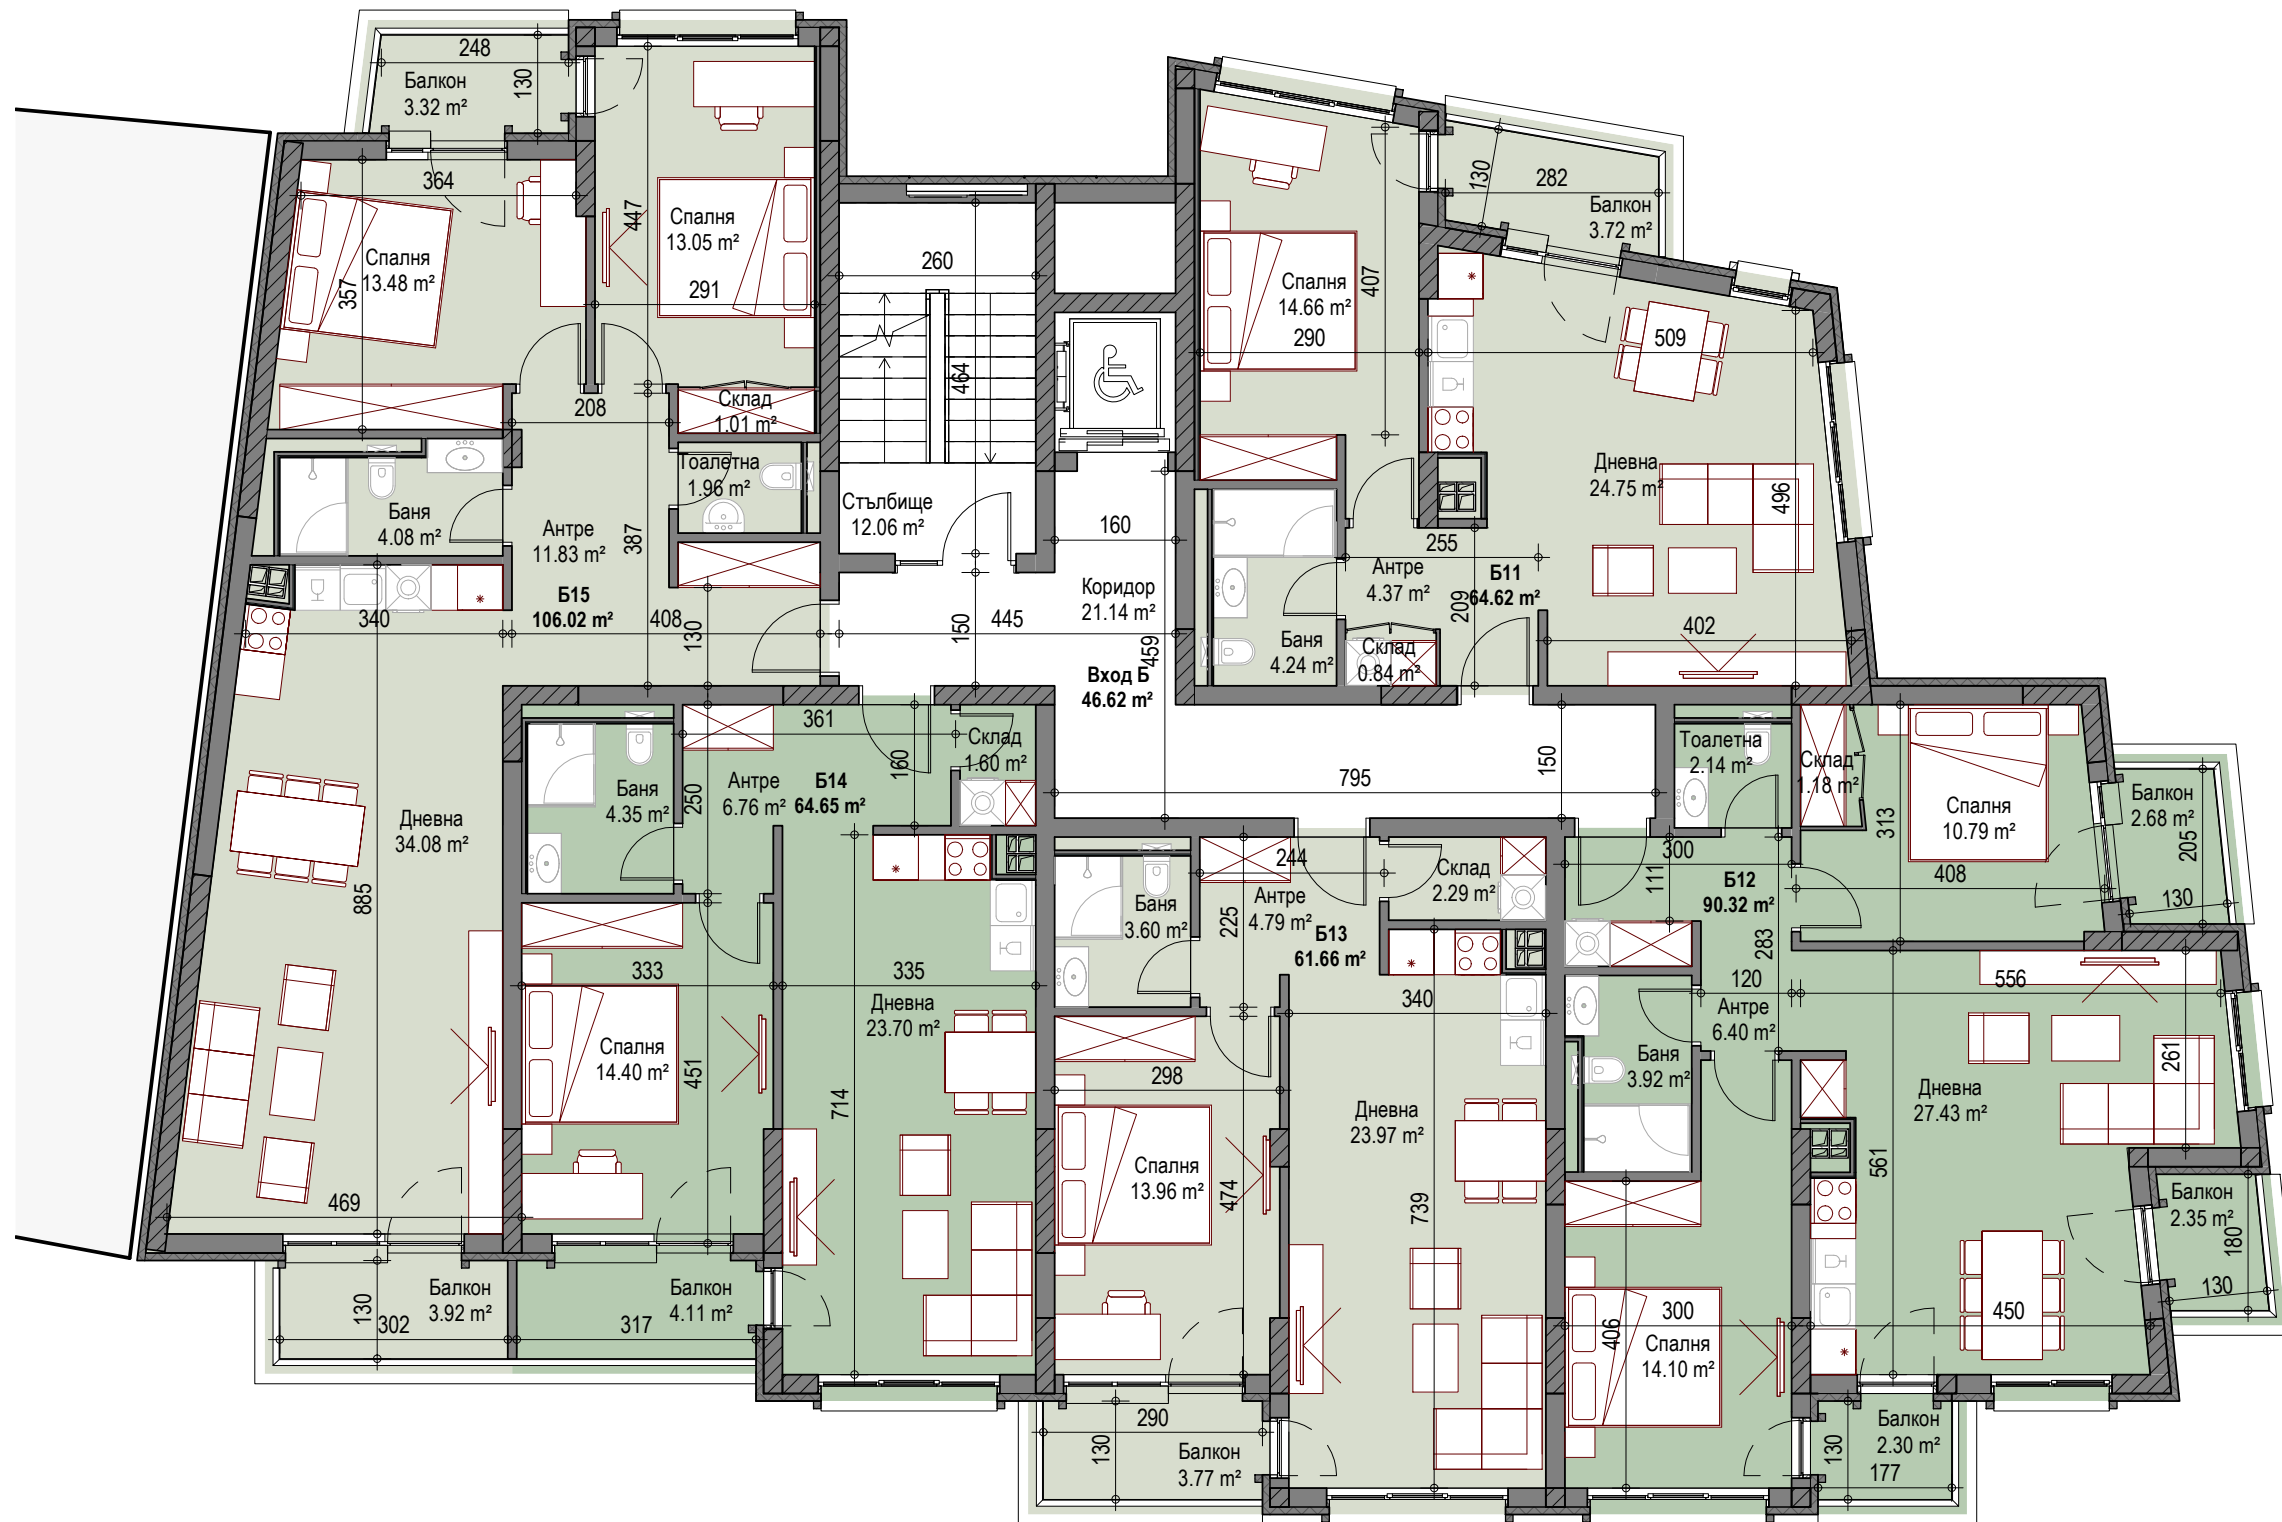 248
Балкон
3.32 m²
130
364
Спалня
13.48 m²
357
447
Спалня
13.05 m²
291
208
Склад
1.01 m²
Тоалетна
1.96 m²
Баня
4.08 m²
Антре
11.83 m²
387
Б15
106.02 m²
340
408
130
Дневна
34.08 m²
885
469
Балкон
3.92 m²
130
302
260
464
Стълбище
12.06 m²
160
Коридор
21.14 m²
445
150
459
Вход Б
46.62 m²
795
150
130
282
Балкон
3.72 m²
Спалня
14.66 m²
407
290
509
Дневна
24.75 m²
496
255
Антре
4.37 m²
Б11
64.62 m²
209
402
Баня
4.24 m²
Склад
0.84 m²
361
160
Склад
1.60 m²
Баня
4.35 m²
250
Антре
6.76 m²
Б14
64.65 m²
333
335
Дневна
23.70 m²
Спалня
14.40 m²
451
714
Балкон
4.11 m²
317
244
Баня
3.60 m²
225
Антре
4.79 m²
Склад
2.29 m²
Б13
61.66 m²
340
298
Дневна
23.97 m²
Спалня
13.96 m²
474
739
290
130
Балкон
3.77 m²
Тоалетна
2.14 m²
Склад
1.18 m²
313
Спалня
10.79 m²
Балкон
2.68 m²
205
130
300
111
Б12
90.32 m²
408
283
120
Антре
6.40 m²
556
Баня
3.92 m²
261
Дневна
27.43 m²
561
Балкон
2.35 m²
180
130
406
300
Спалня
14.10 m²
450
Балкон
2.30 m²
130
177